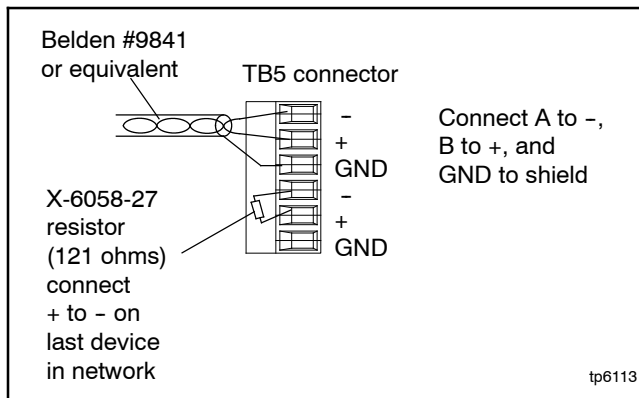 Belden #9841
or equivalent
TB5 connector
-
+
GND
-
+
GND
Connect A to -,
B to +, and
GND to shield
X-6058-27
resistor
(121 ohms)
connect
+ to - on
last device
in network
tp6113